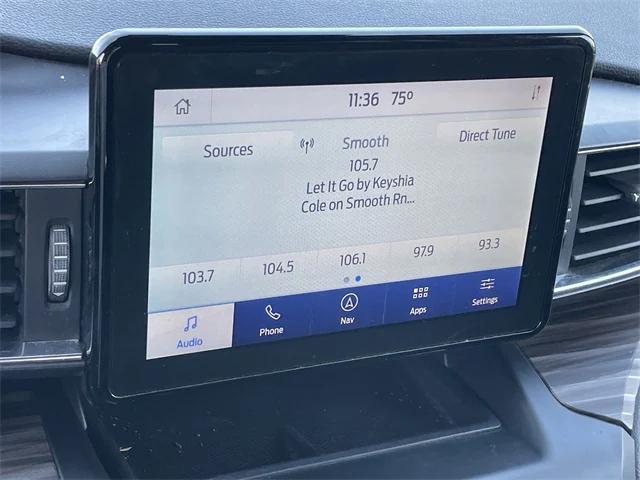 11:36 75°
Sources
Smooth
Direct Tune
105.7
Let It Go by Keyshia
Cole on Smooth Rn...
103.7 104.5 106.1 97.9 93.3
Audio Phone Nav Apps Settings